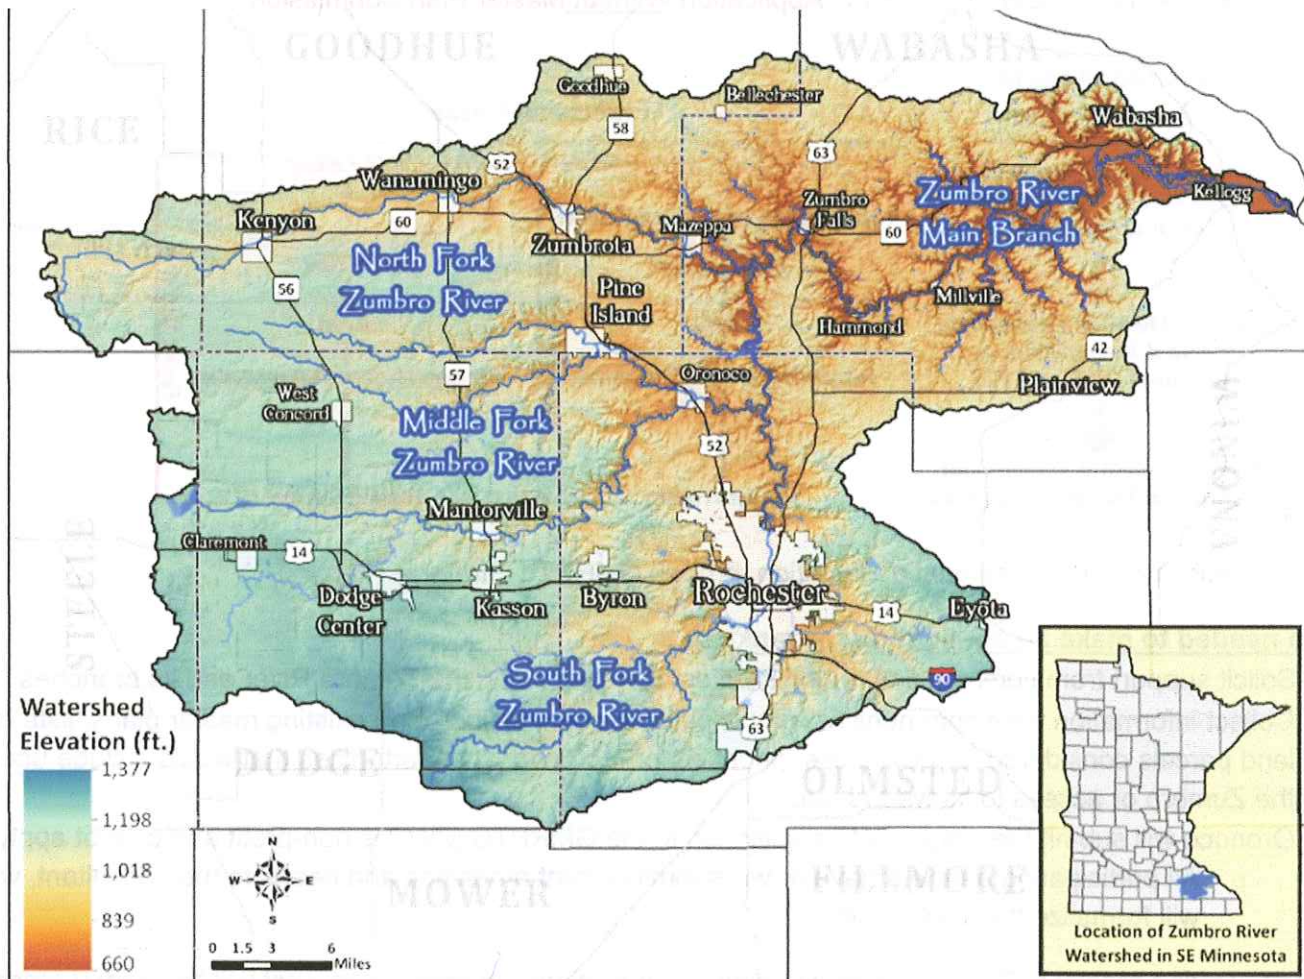 GOODHUE
WABASHA
RICE
Goodhue
Bellechester
58
63
52
Wabasha
Wanamingo
Zumbro River
Main Branch
Kellogg
Kenyon
60
Zumbrota
Mazeppa
Zumbro
Falls
60
North Fork
Zumbro River
56
Pine
Island
Millville
Hammond
42
57
Oronoco
Plainview
West
Concord
Middle Fork
Zumbro River
52
WINONA
Mantorville
STEELE
Claremont
14
Dodge
Center
Kasson
Byron
Rochester
14
Eyota
90
South Fork
Zumbro River
63
DODGE
OLMSTED
MOWER
FILLMORE
Watershed
Elevation (ft.)
1,377
1,198
1,018
839
660
N
W E
S
0 1.5 3 6
Miles
Location of Zumbro River
Watershed in SE Minnesota